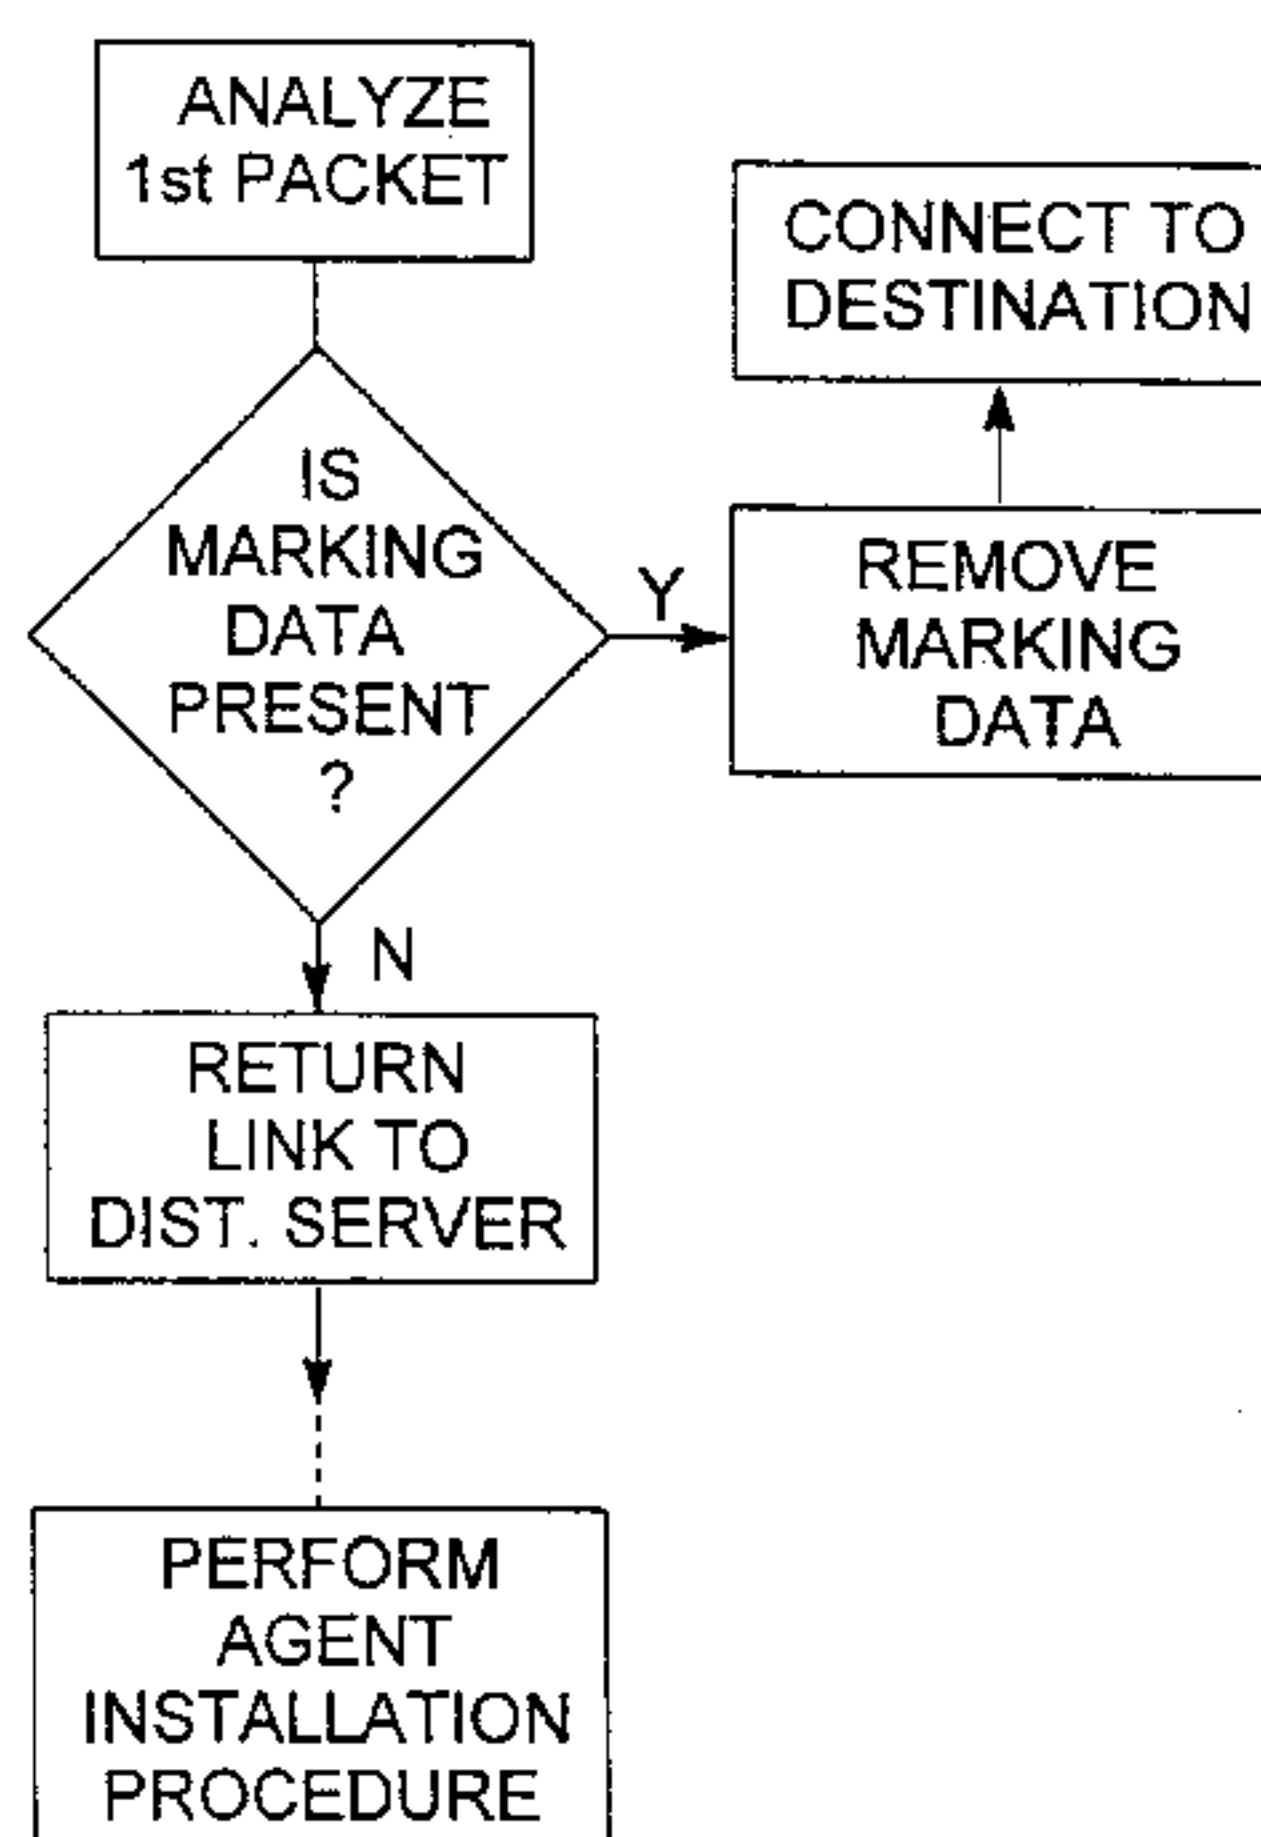 ANALYZE
1st PACKET
CONNECT TO
DESTINATION
IS
MARKING
DATA
PRESENT
?
Y
REMOVE
MARKING
DATA
N
RETURN
LINK TO
DIST. SERVER
PERFORM
AGENT
INSTALLATION
PROCEDURE